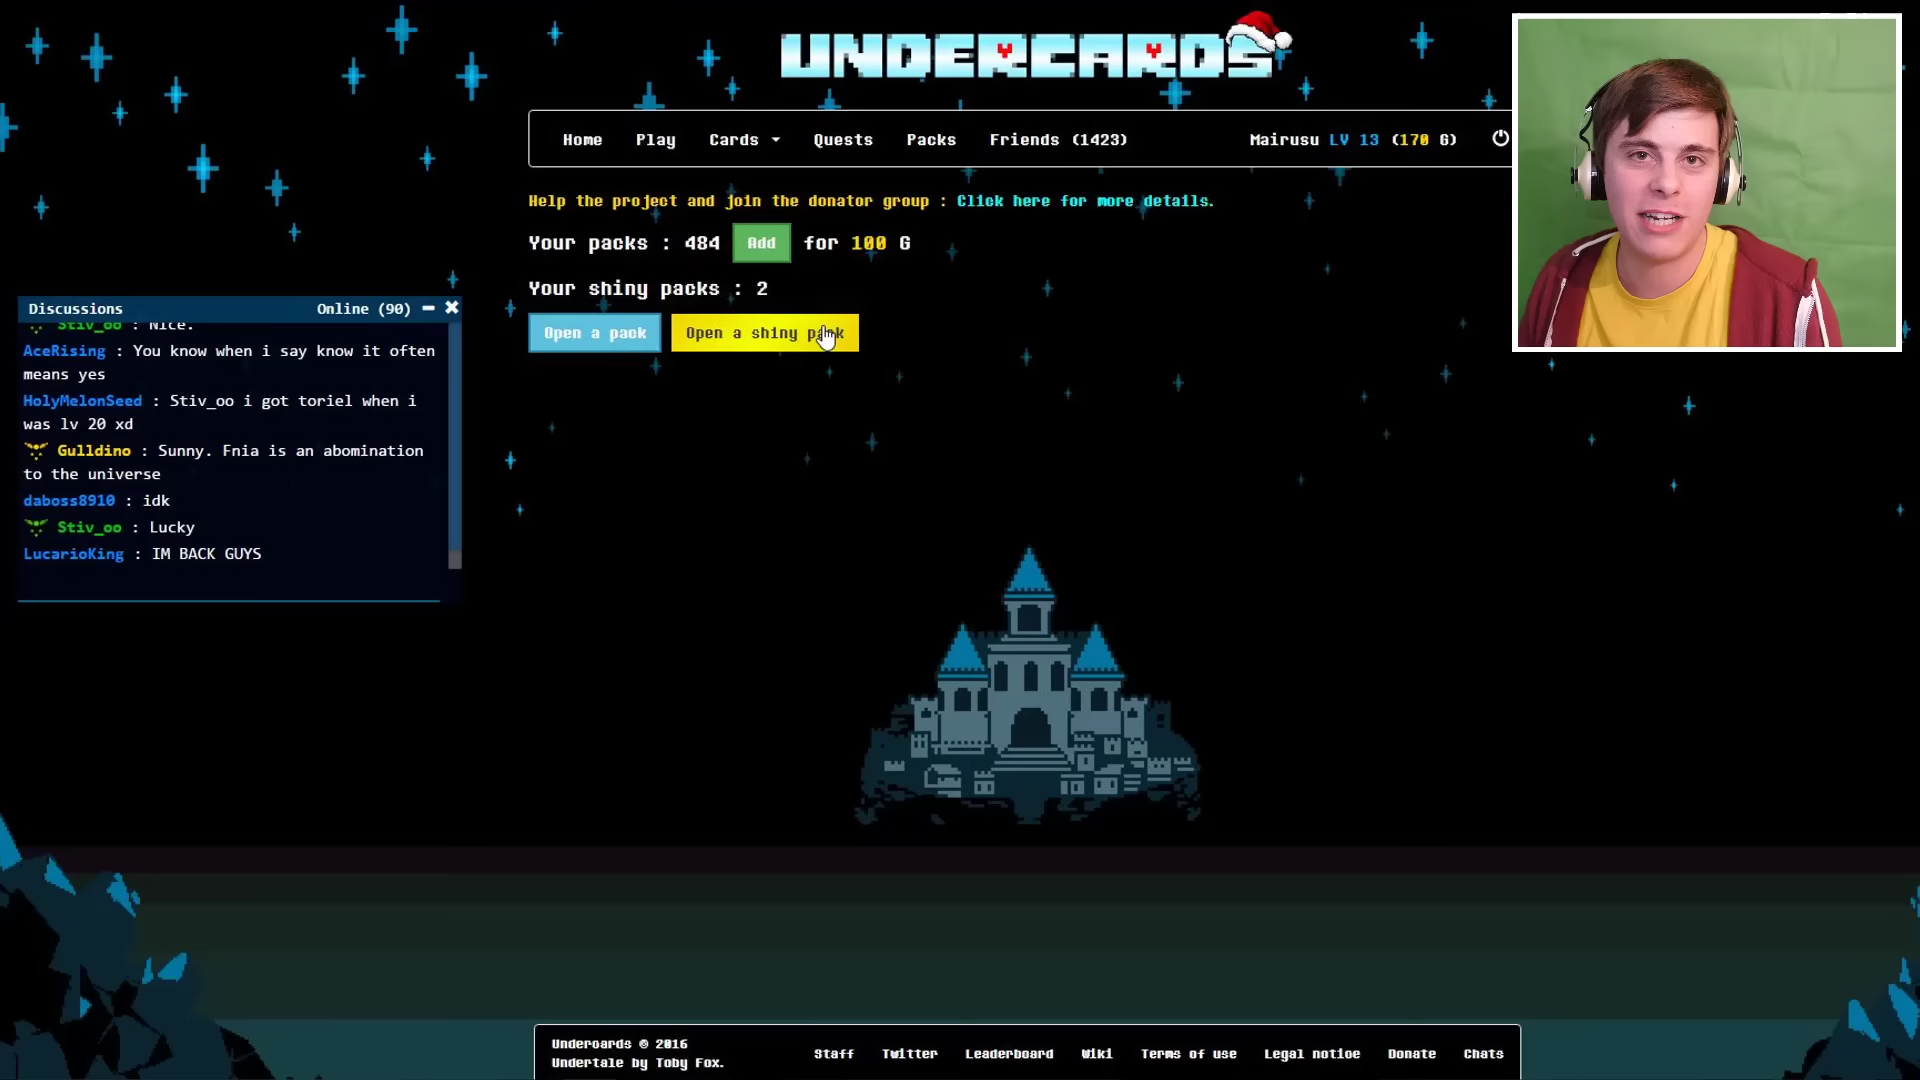 UNDERCARDS
Home Play Cards Quests Packs Friends (1423) Mairusu LV 13 (170 G)
Help the project and join the donator group : Click here for more details.
Your packs : 484 Add for 100 G
Your shiny packs : 2
Open a pack Open a shiny pack
Discussions Online (90)
Stiv_oo : Nice.
AceRising : You know when i say know it often
means yes
HolyMelonSeed : Stiv_oo i got toriel when i
was lv 20 xd
Gulldino : Sunny. Fnia is an abomination
to the universe
daboss8910 : idk
Stiv_oo : Lucky
LucarioKing : IM BACK GUYS
Undercards © 2016
Undertale by Toby Fox.
Staff Twitter Leaderboard Wiki Terms of use Legal notice Donate Chats